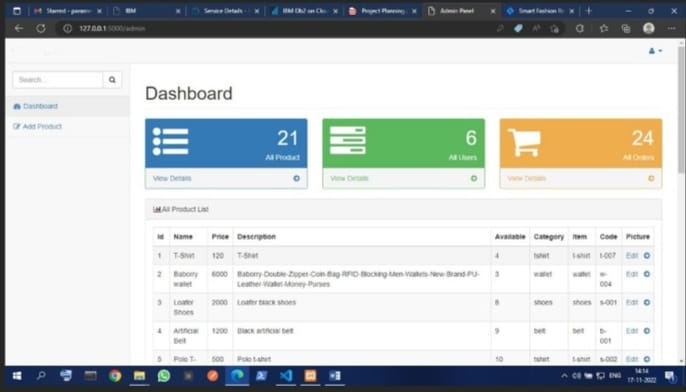 Starred - param
IBM
Service Details -
IBM Db2 on Clou
Project Planning
Admin Panel
Smart Fashion Re
127.0.0.1:5000/admin
Search...
Dashboard
Add Product
Dashboard
21
All Product
View Details
6
All Users
View Details
24
All Orders
View Details
All Product List
Id Name Price Description Available Category Item Code Picture
1 T-Shirt 120 T-Shirt 4 tshirt t-shirt t-007 Edit
2 Baborry wallet 6000 Baborry-Double-Zipper-Coin-Bag-RFID-Blocking-Men-Wallets-New-Brand-PU-Leather-Wallet-Money-Purses 3 wallet wallet w-004 Edit
3 Loafer Shoes 2000 Loafer black shoes 8 shoes shoes s-001 Edit
4 Artificial Belt 1200 Black artificial belt 9 belt belt b-001 Edit
5 Polo T- 500 Polo t-shirt 10 tshirt t-shirt s-002 Edit
ENG
14:14
17-11-2022